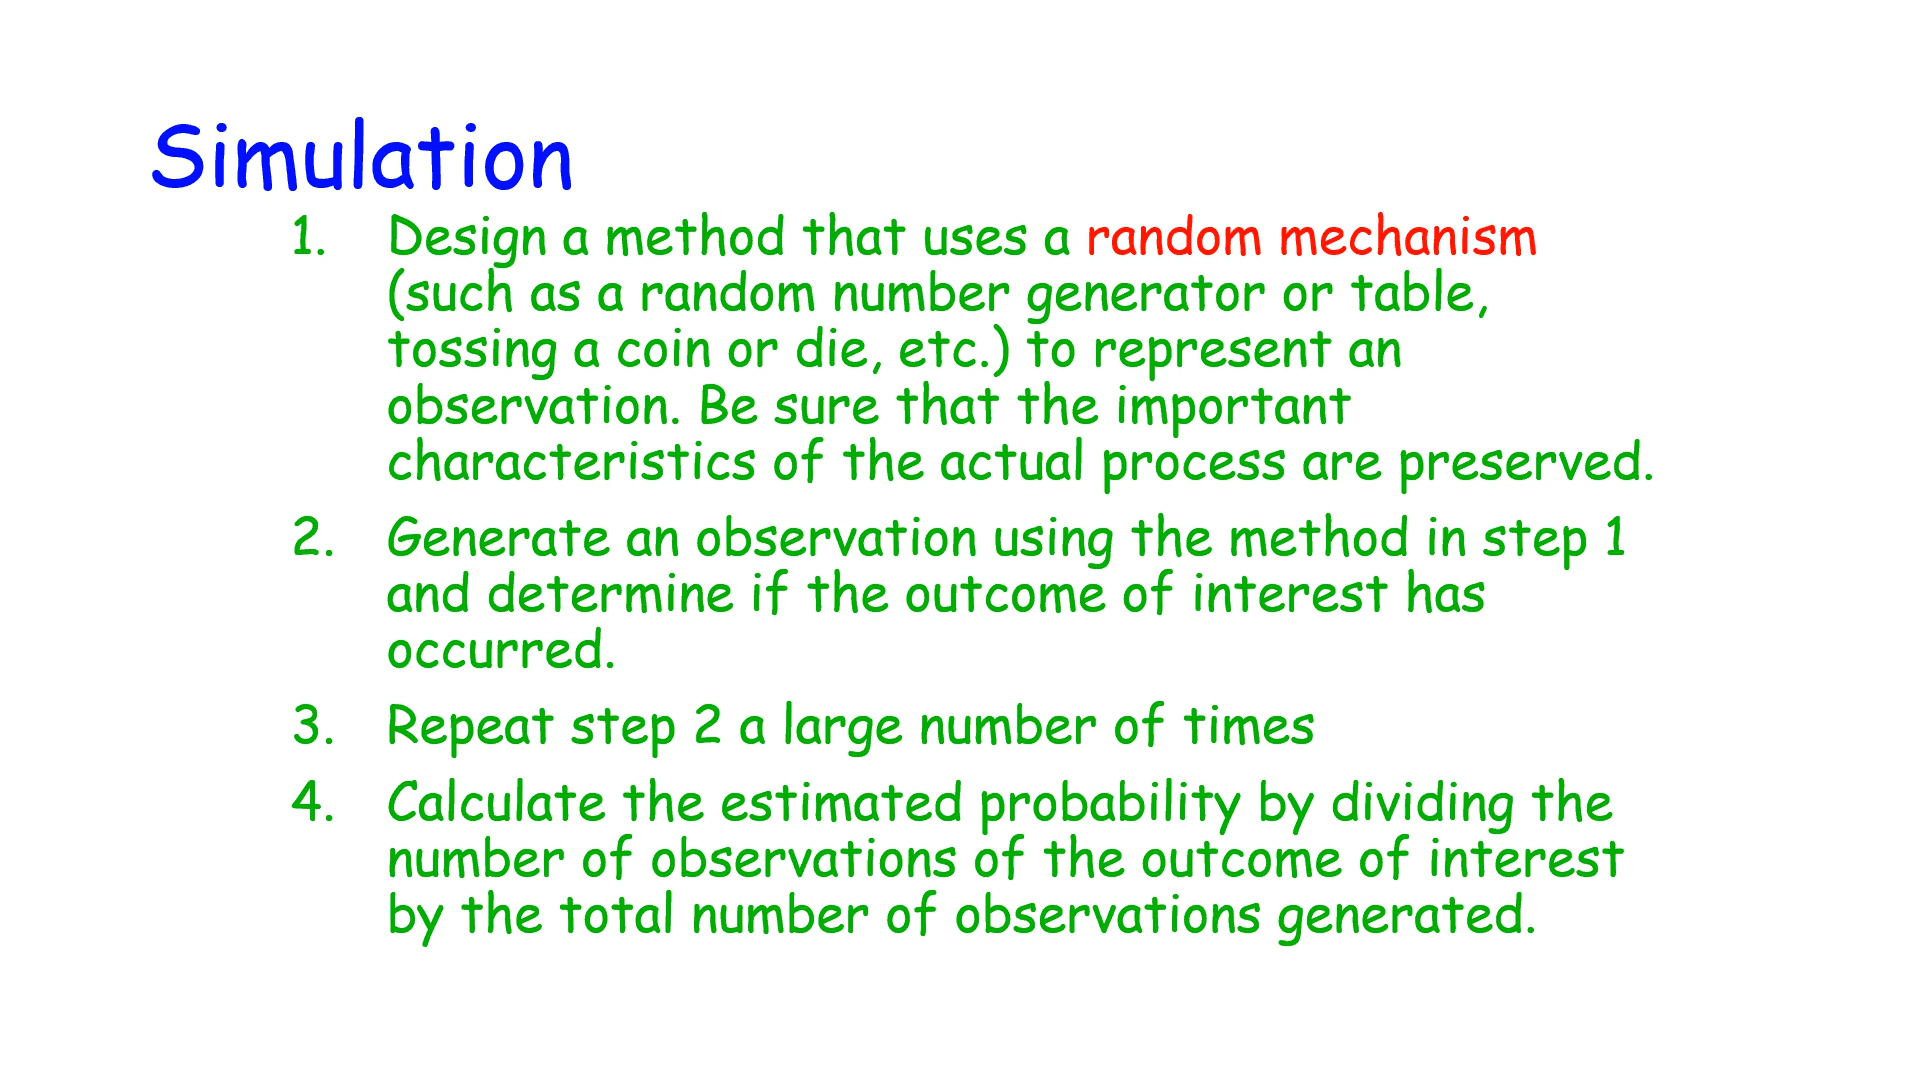 Simulation
1. Design a method that uses a random mechanism
(such as a random number generator or table,
tossing a coin or die, etc.) to represent an
observation. Be sure that the important
characteristics of the actual process are preserved.
2. Generate an observation using the method in step 1
and determine if the outcome of interest has
occurred.
3. Repeat step 2 a large number of times
4. Calculate the estimated probability by dividing the
number of observations of the outcome of interest
by the total number of observations generated.